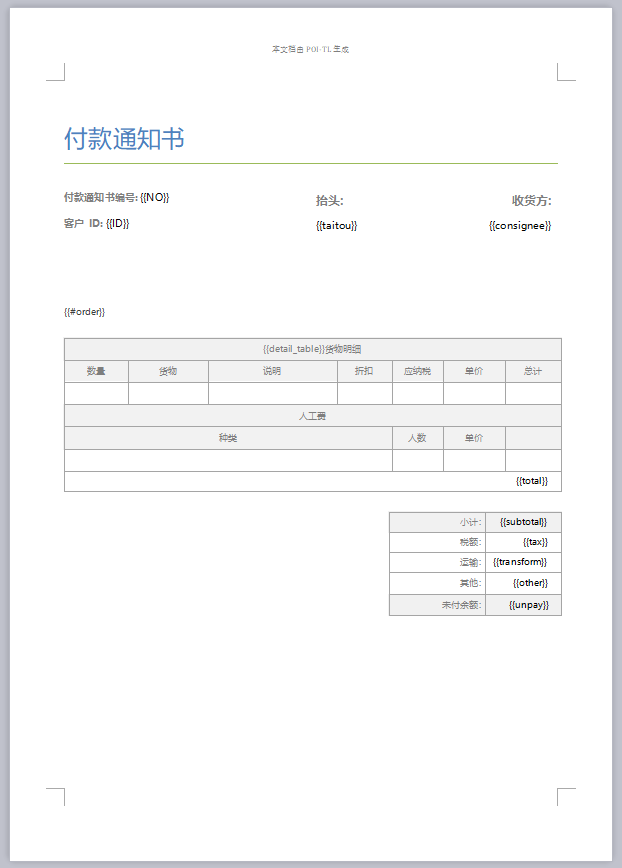 本文档由 POI-TL 生成
付款通知书
付款通知书编号: {{NO}}
抬头:
收货方:
客户 ID: {{ID}}
{{taitou}}
{{consignee}}
{{#order}}
{{detail_table}}货物明细
数量 货物 说明 折扣 应纳税 单价 总计
人工费
种类 人数 单价
{{total}}
小计: {{subtotal}}
税额: {{tax}}
运输: {{transform}}
其他: {{other}}
未付余额: {{unpay}}